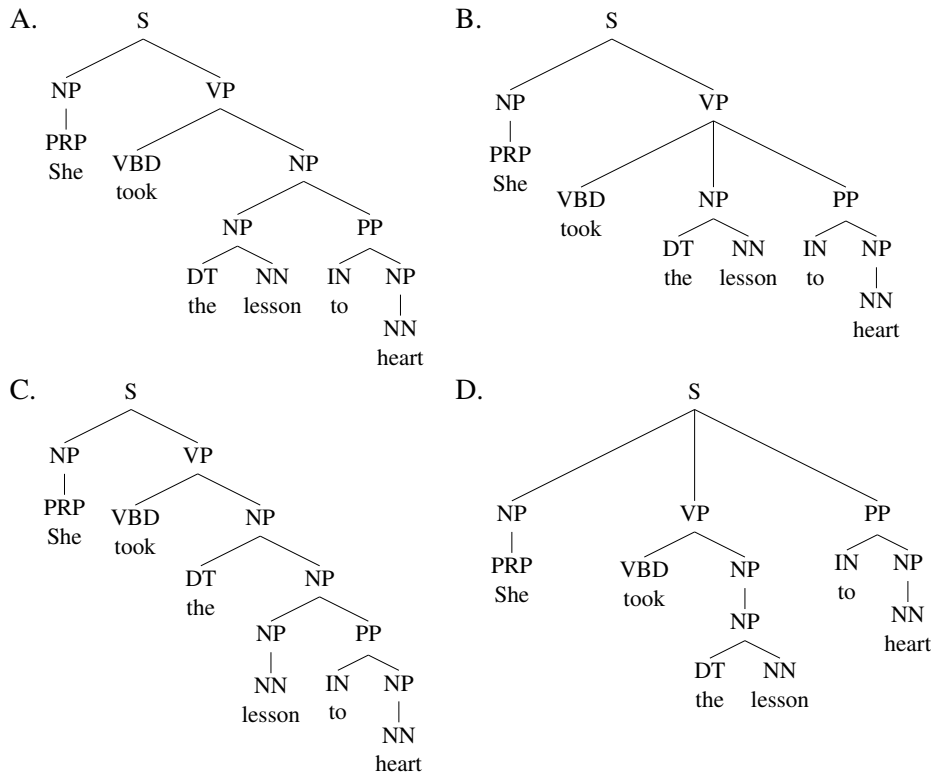 A.
S
NP VP
PRP
She
VBD
took
NP
NP PP
DT NN IN NP
the lesson to
NN
heart
B.
S
NP VP
PRP
She
VBD NP PP
took
DT NN IN NP
the lesson to
NN
heart
C.
S
NP VP
PRP VBD NP
She took
DT NP
the
NP PP
NN IN NP
lesson to
NN
heart
D.
S
NP VP PP
PRP VBD NP IN NP
She took to
NP NN
heart
DT NN
the lesson